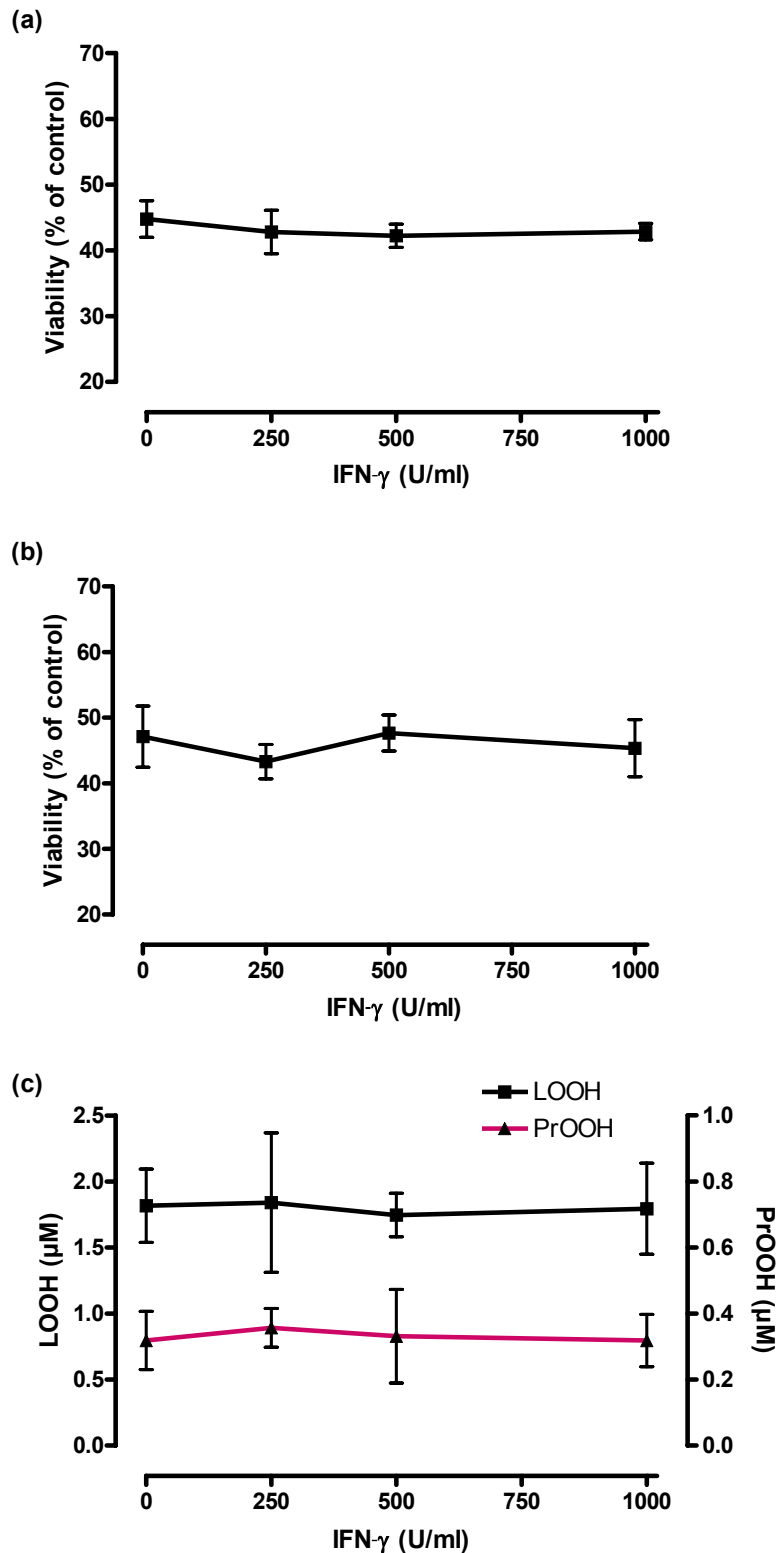 (a)
70
60
50
40
30
20
Viability (% of control)
0 250 500 750 1000
IFN-γ (U/ml)
(b)
70
60
50
40
30
20
Viability (% of control)
0 250 500 750 1000
IFN-γ (U/ml)
(c)
LOOH
PrOOH
2.5
2.0
1.5
1.0
0.5
0.0
LOOH (µM)
1.0
0.8
0.6
0.4
0.2
0.0
PrOOH (µM)
0 250 500 750 1000
IFN-γ (U/ml)